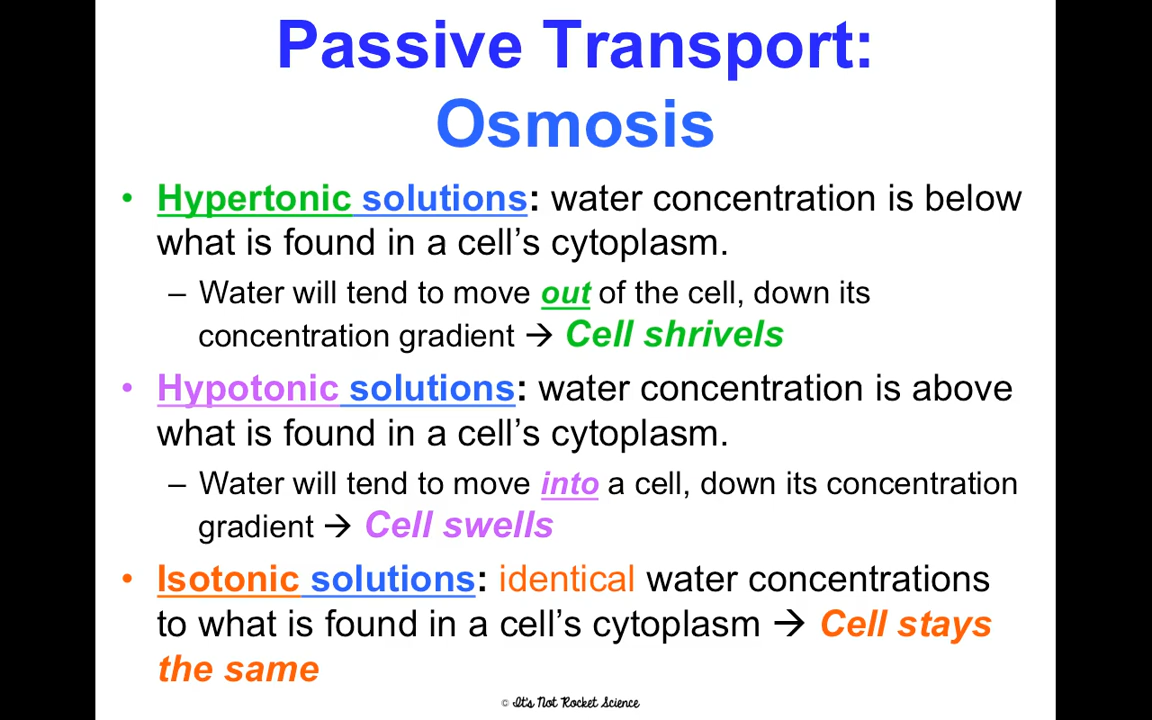 Passive Transport:
Osmosis
• Hypertonic solutions: water concentration is below
what is found in a cell’s cytoplasm.
– Water will tend to move out of the cell, down its
concentration gradient → Cell shrivels
• Hypotonic solutions: water concentration is above
what is found in a cell’s cytoplasm.
– Water will tend to move into a cell, down its concentration
gradient → Cell swells
• Isotonic solutions: identical water concentrations
to what is found in a cell’s cytoplasm → Cell stays
the same
© It's Not Rocket Science